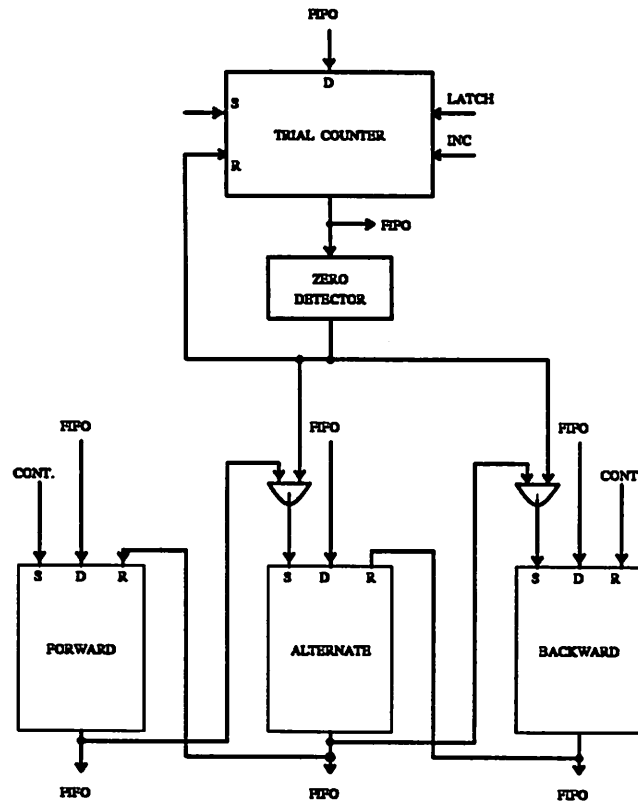 FIFO
D
S
LATCH
TRIAL COUNTER
INC
R
FIFO
ZERO
DETECTOR
FIFO
FIFO
FIFO
CONT.
CONT.
S D R
S D R
S D R
FORWARD
ALTERNATE
BACKWARD
FIFO
FIFO
FIFO